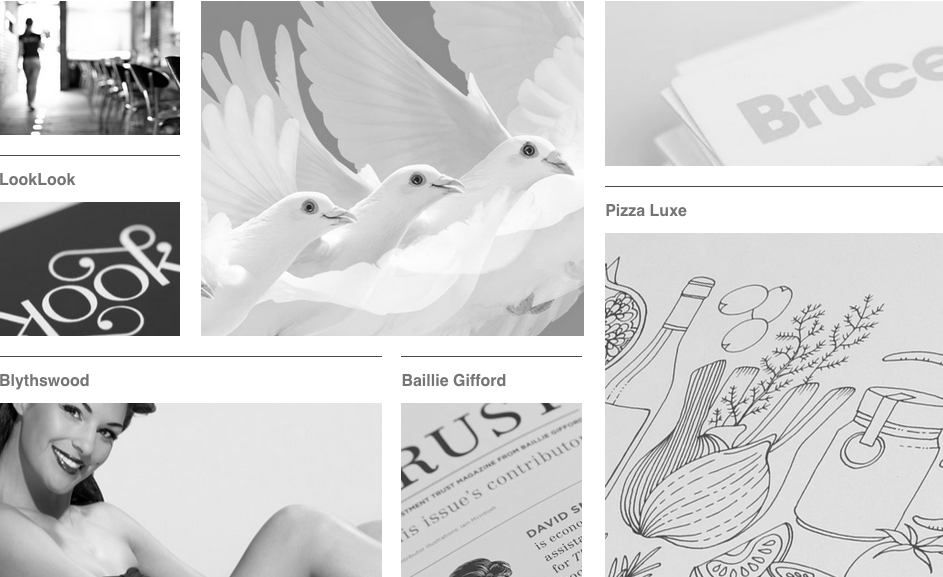 Bruce
LookLook
Pizza Luxe
look
Blythswood
Baillie Gifford
RUST
STMENT TRUST MAGAZINE FROM BAILLIE GIFFORD
is issue's contributo
DAVID S
is econo
assista
for T